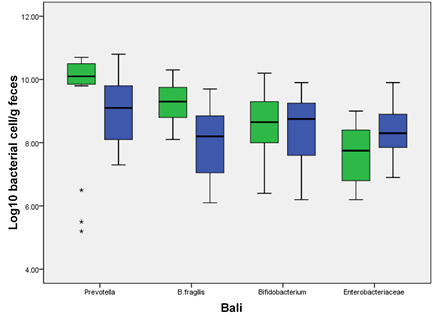 Log10 bacterial cell/g feces
12.00
10.00
8.00
6.00
4.00
*
*
*
Prevotella B.fragilis Bifidobacterium Enterobacteriaceae
Bali